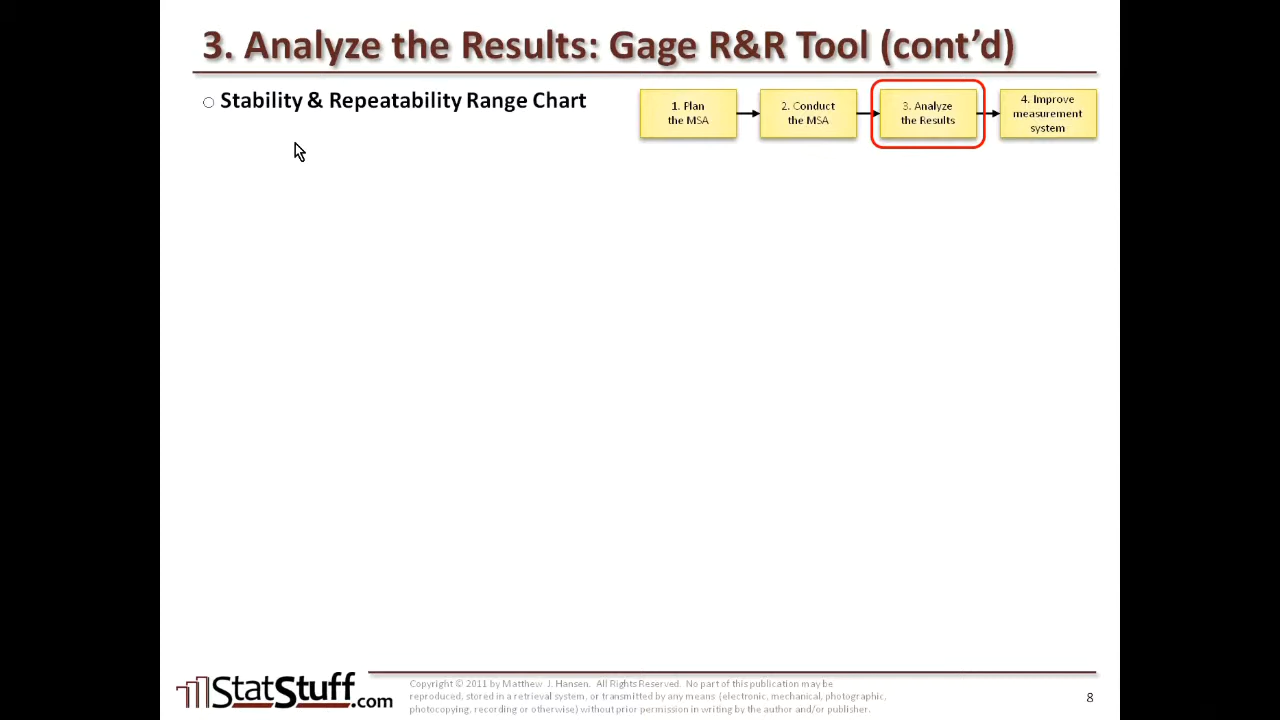 3. Analyze the Results: Gage R&R Tool (cont’d)
○ Stability & Repeatability Range Chart
1. Plan
the MSA
2. Conduct
the MSA
3. Analyze
the Results
4. Improve
measurement
system
StatStuff.com
Copyright © 2011 by Matthew J. Hansen. All Rights Reserved. No part of this publication may be
reproduced, stored in a retrieval system, or transmitted by any means (electronic, mechanical, photographic,
photocopying, recording or otherwise) without prior permission in writing by the author and/or publisher.
8